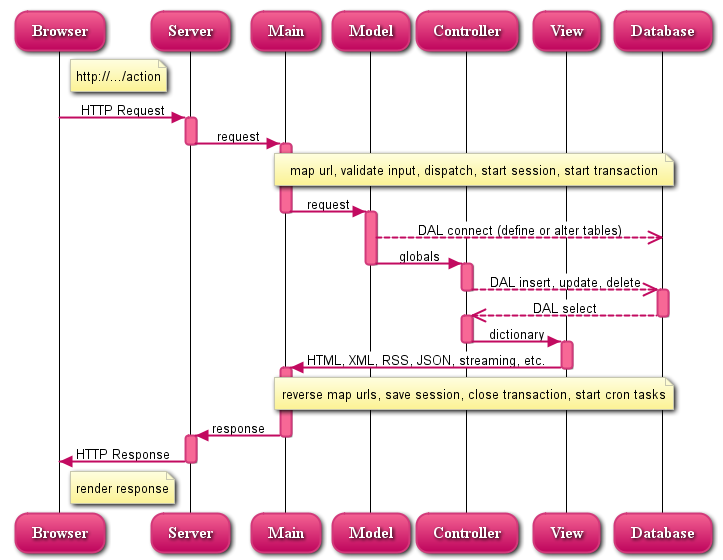 Browser Server Main Model Controller View Database
http://.../action
HTTP Request
request
map url, validate input, dispatch, start session, start transaction
request
DAL connect (define or alter tables)
globals
DAL insert, update, delete
DAL select
dictionary
HTML, XML, RSS, JSON, streaming, etc.
reverse map urls, save session, close transaction, start cron tasks
response
HTTP Response
render response
Browser Server Main Model Controller View Database